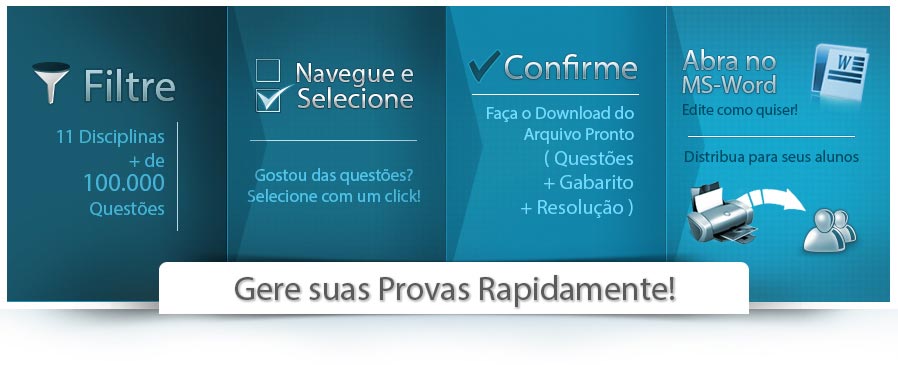 Filtre
11 Disciplinas
+ de
100.000
Questões
Navegue e
Selecione
Gostou das questões?
Selecione com um click!
Confirme
Faça o Download do
Arquivo Pronto
( Questões
+ Gabarito
+ Resolução )
Abra no
MS-Word
Edite como quiser!
W
Distribua para seus alunos
Gere suas Provas Rapidamente!